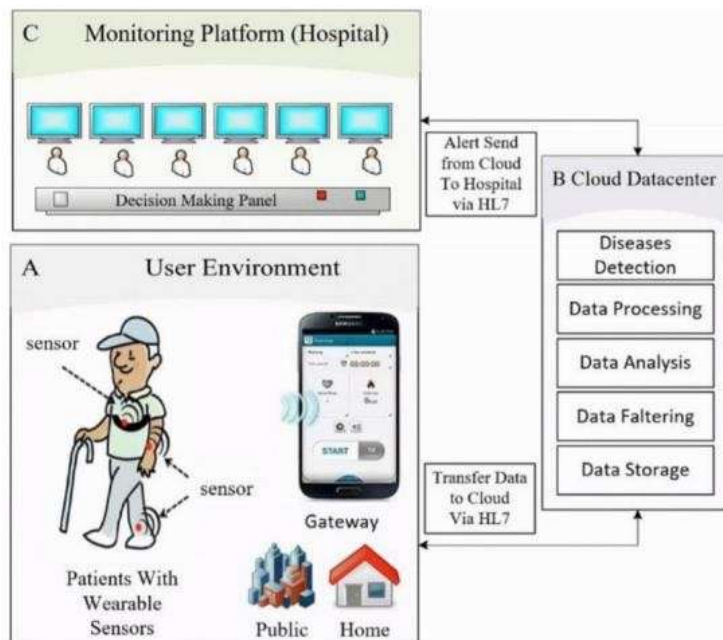 C Monitoring Platform (Hospital)
Decision Making Panel
Alert Send
from Cloud
To Hospital
via HL7
B Cloud Datacenter
Diseases
Detection
Data Processing
Data Analysis
Data Faltering
Data Storage
A User Environment
sensor
sensor
Patients With
Wearable
Sensors
SAMSUNG
START
Gateway
Public Home
Transfer Data
to Cloud
Via HL7